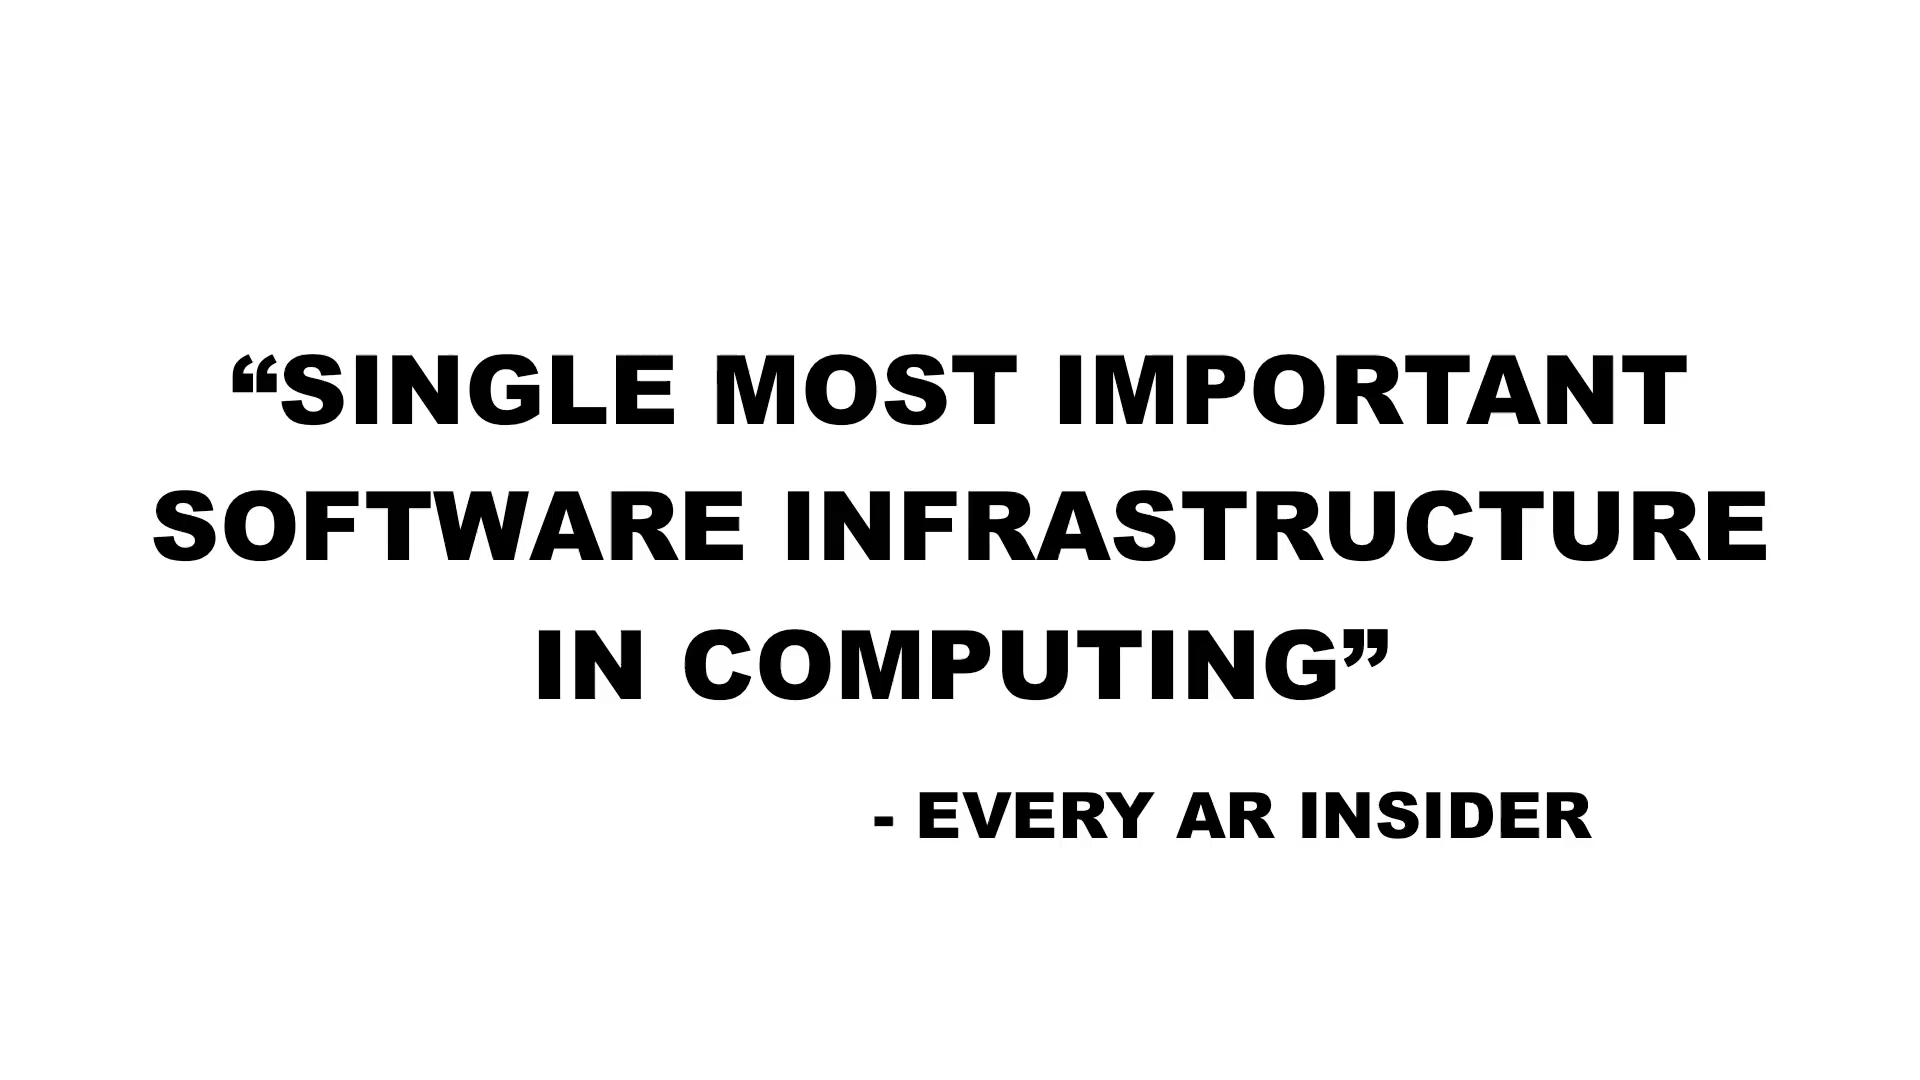 “SINGLE MOST IMPORTANT
SOFTWARE INFRASTRUCTURE
IN COMPUTING”
- EVERY AR INSIDER